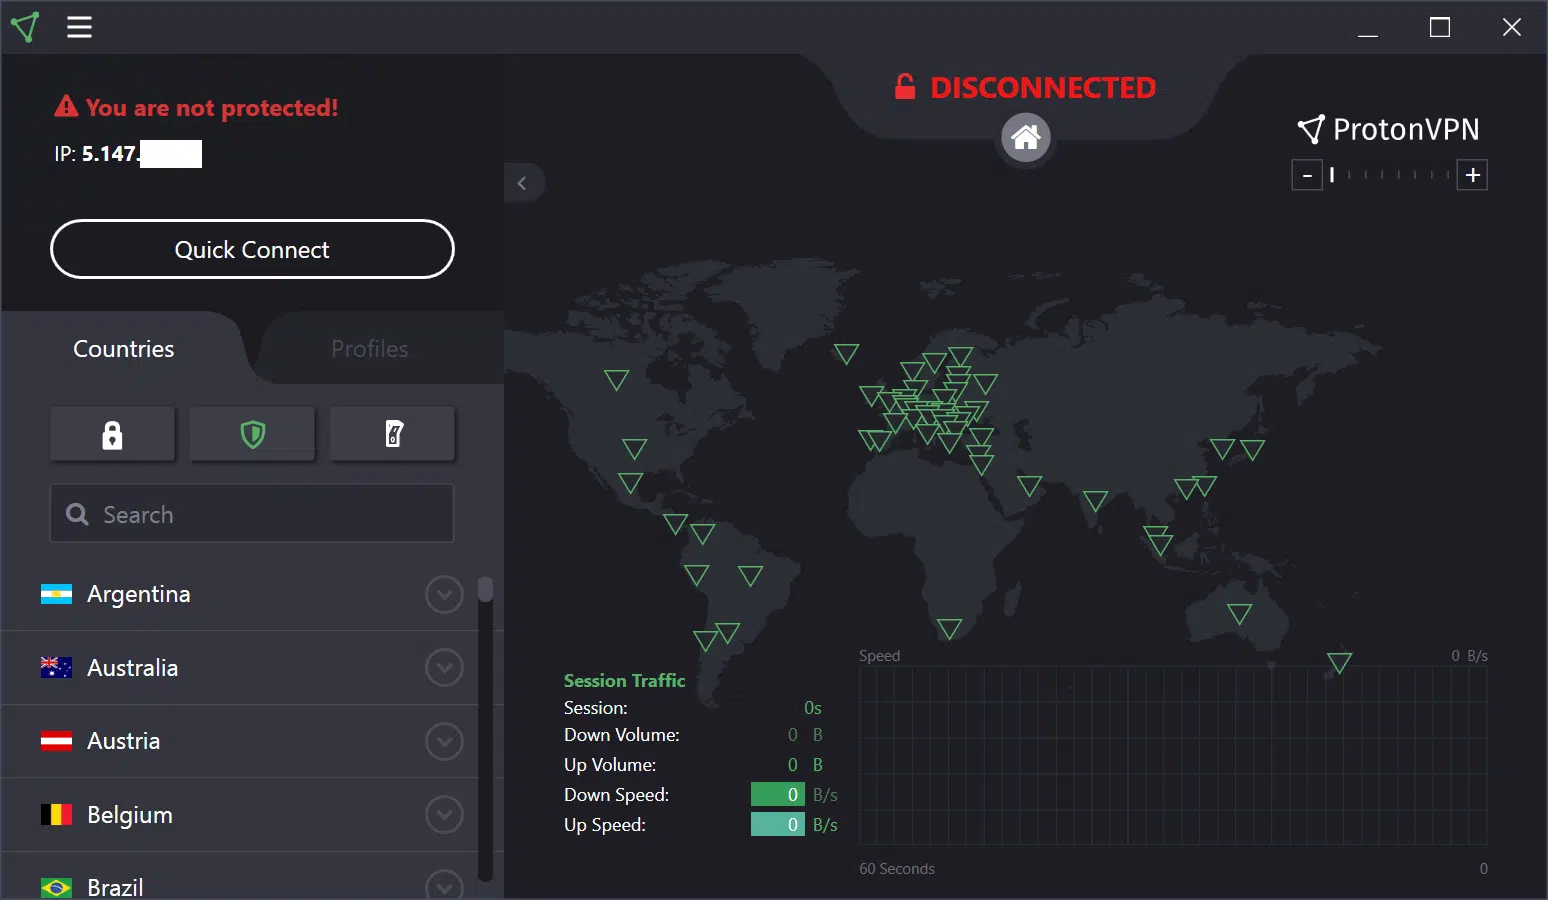 You are not protected!
IP: 5.147.
Quick Connect
Countries
Profiles
Search
Argentina
Australia
Austria
Belgium
Brazil
DISCONNECTED
ProtonVPN
- +
Session Traffic
Session: 0s
Down Volume: 0 B
Up Volume: 0 B
Down Speed: 0 B/s
Up Speed: 0 B/s
Speed 0 B/s
60 Seconds 0